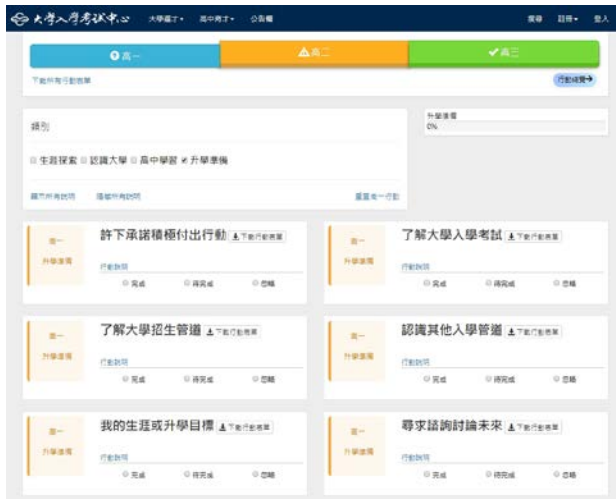 大學入學考試中心 大學選才 高中育才 公告欄 搜尋 註冊 登入
高一 高二 高三
下載所有行動表單 行動總覽
類別
升學準備
0%
生涯探索 認識大學 高中學習 升學準備
顯示所有說明 隱藏所有說明 重置高一行動
高一
升學準備
許下承諾積極付出行動 下載行動表單
行動說明
完成 待完成 忽略
高一
升學準備
了解大學入學考試 下載行動表單
行動說明
完成 待完成 忽略
高一
升學準備
了解大學招生管道 下載行動表單
行動說明
完成 待完成 忽略
高一
升學準備
認識其他入學管道 下載行動表單
行動說明
完成 待完成 忽略
高一
升學準備
我的生涯或升學目標 下載行動表單
行動說明
完成 待完成 忽略
高一
升學準備
尋求諮詢討論未來 下載行動表單
行動說明
完成 待完成 忽略